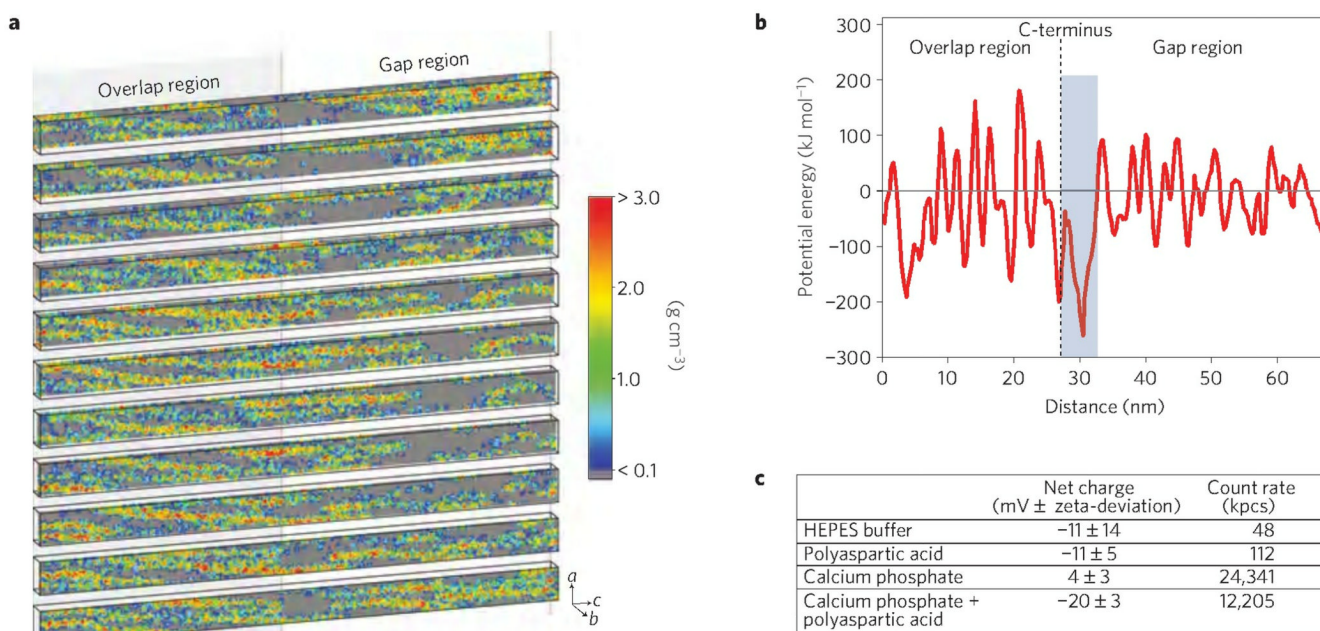 a
Overlap region
Gap region
> 3.0
2.0
1.0
< 0.1
(g cm⁻³)
a
c
b
b
C-terminus
Overlap region
Gap region
300
200
100
0
−100
−200
−300
Potential energy (kJ mol⁻¹)
0 10 20 30 40 50 60
Distance (nm)
c
Net charge Count rate
(mV ± zeta-deviation) (kpcs)
HEPES buffer −11 ± 14 48
Polyaspartic acid −11 ± 5 112
Calcium phosphate 4 ± 3 24,341
Calcium phosphate + −20 ± 3 12,205
polyaspartic acid